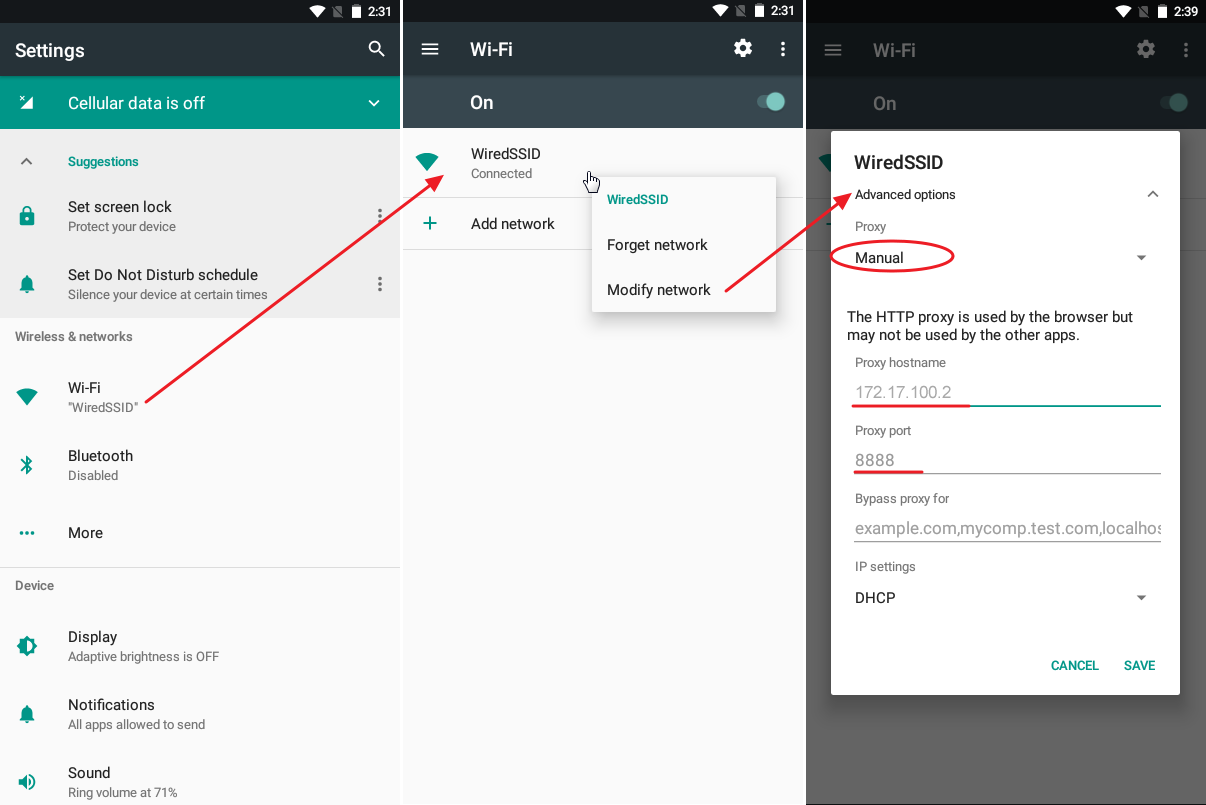 2:31
Settings
Cellular data is off
Suggestions
Set screen lock
Protect your device
Set Do Not Disturb schedule
Silence your device at certain times
Wireless & networks
Wi-Fi
"WiredSSID"
Bluetooth
Disabled
More
Device
Display
Adaptive brightness is OFF
Notifications
All apps allowed to send
Sound
Ring volume at 71%
2:31
Wi-Fi
On
WiredSSID
Connected
Add network
WiredSSID
Forget network
Modify network
2:39
Wi-Fi
On
WiredSSID
Advanced options
Proxy
Manual
The HTTP proxy is used by the browser but
may not be used by the other apps.
Proxy hostname
172.17.100.2
Proxy port
8888
Bypass proxy for
example.com,mycomp.test.com,localhos
IP settings
DHCP
CANCEL SAVE